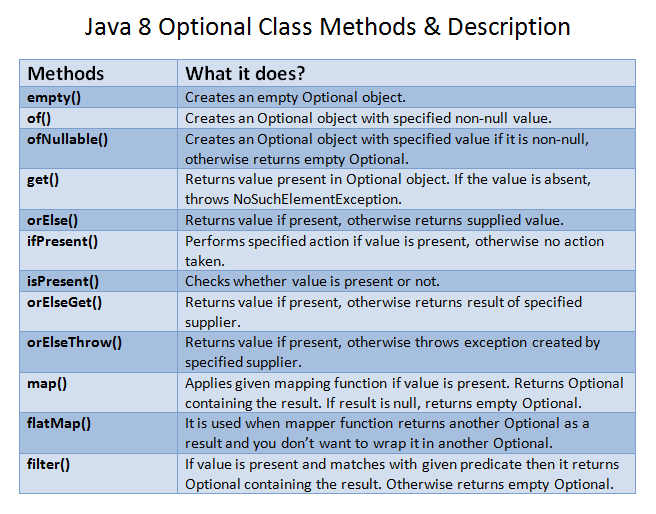 Java 8 Optional Class Methods & Description
Methods What it does?
empty() Creates an empty Optional object.
of() Creates an Optional object with specified non-null value.
ofNullable() Creates an Optional object with specified value if it is non-null,
otherwise returns empty Optional.
get() Returns value present in Optional object. If the value is absent,
throws NoSuchElementException.
orElse() Returns value if present, otherwise returns supplied value.
ifPresent() Performs specified action if value is present, otherwise no action
taken.
isPresent() Checks whether value is present or not.
orElseGet() Returns value if present, otherwise returns result of specified
supplier.
orElseThrow() Returns value if present, otherwise throws exception created by
specified supplier.
map() Applies given mapping function if value is present. Returns Optional
containing the result. If result is null, returns empty Optional.
flatMap() It is used when mapper function returns another Optional as a
result and you don’t want to wrap it in another Optional.
filter() If value is present and matches with given predicate then it returns
Optional containing the result. Otherwise returns empty Optional.